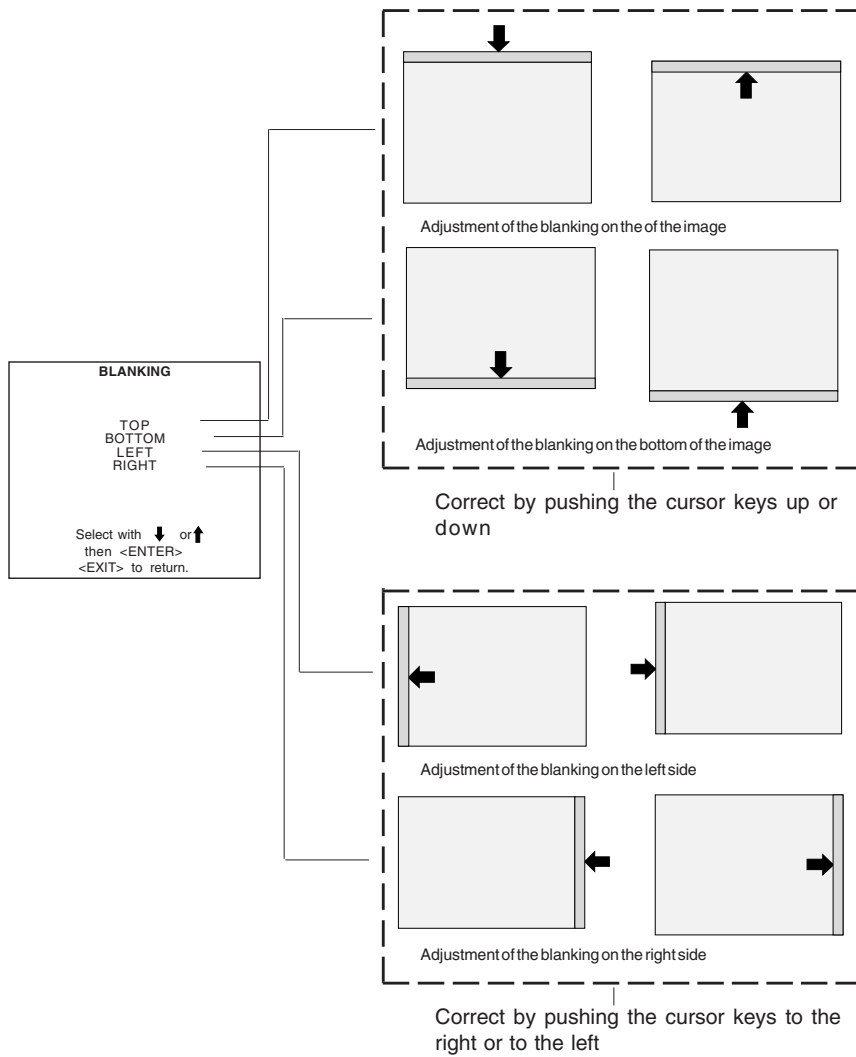 Adjustment of the blanking on the of the image
Adjustment of the blanking on the bottom of the image
Correct by pushing the cursor keys up or
down
BLANKING
TOP
BOTTOM
LEFT
RIGHT
Select with ⬇ or ⬆
then <ENTER>
<EXIT> to return.
Adjustment of the blanking on the left side
Adjustment of the blanking on the right side
Correct by pushing the cursor keys to the
right or to the left